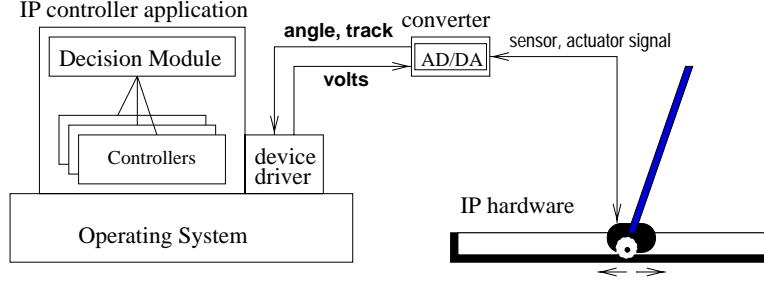 IP controller application
Decision Module
Controllers
device
driver
Operating System
angle, track
volts
converter
AD/DA
sensor, actuator signal
IP hardware